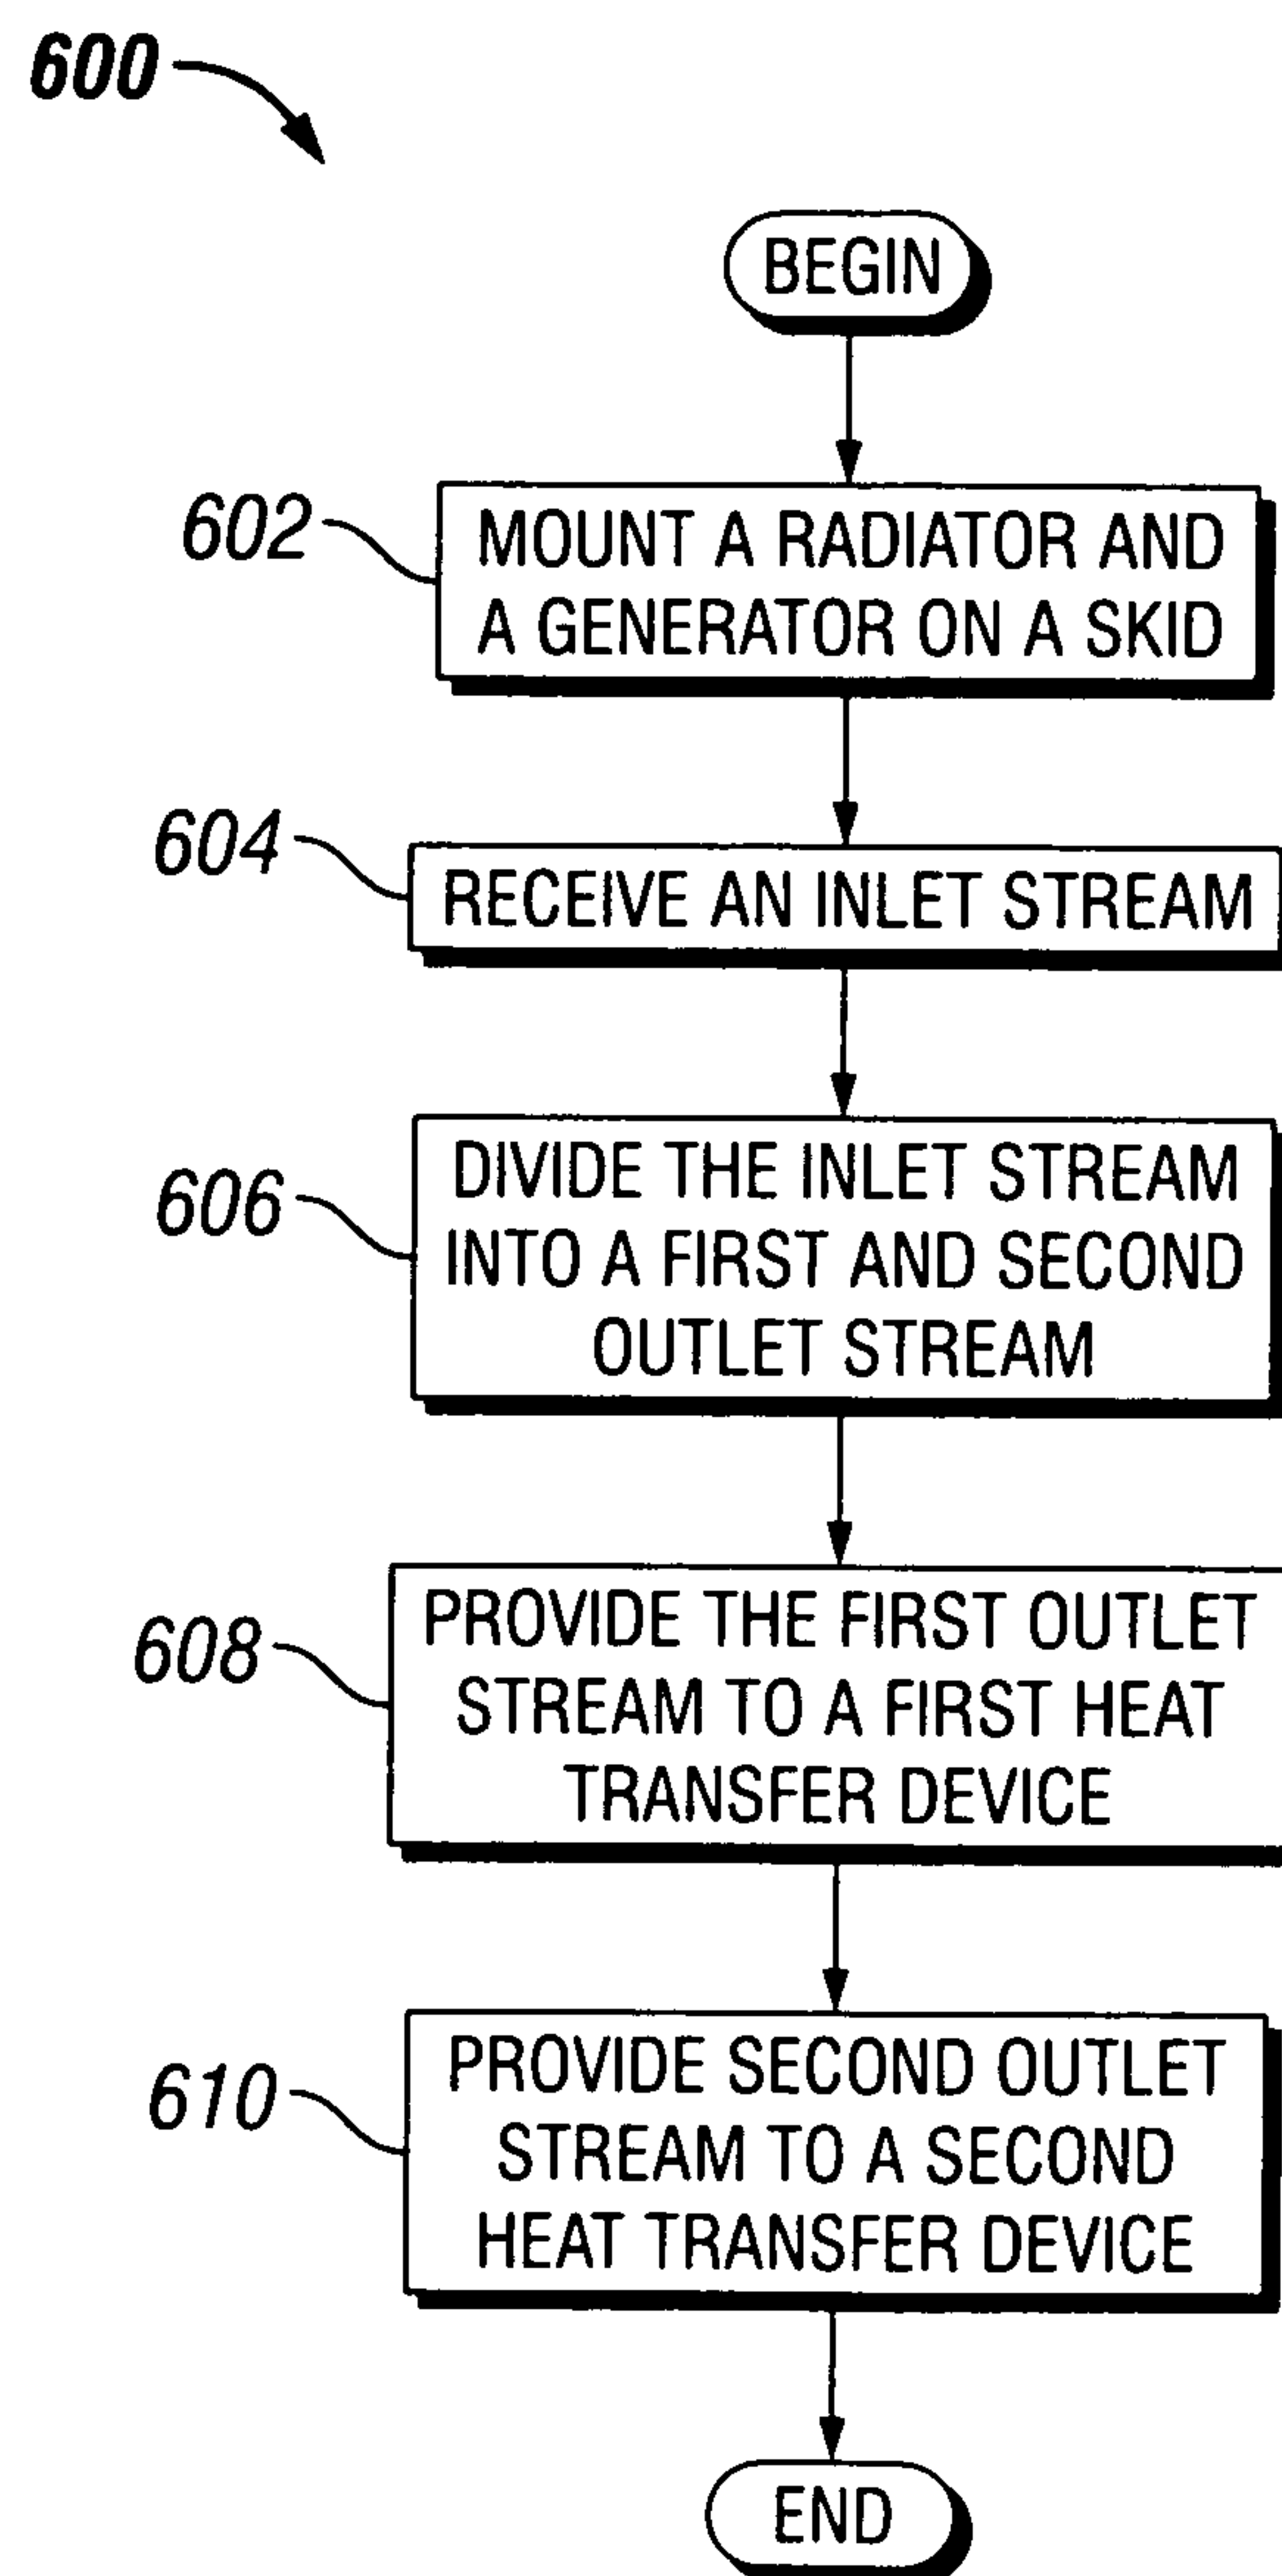 600
BEGIN
602
MOUNT A RADIATOR AND
A GENERATOR ON A SKID
604
RECEIVE AN INLET STREAM
606
DIVIDE THE INLET STREAM
INTO A FIRST AND SECOND
OUTLET STREAM
608
PROVIDE THE FIRST OUTLET
STREAM TO A FIRST HEAT
TRANSFER DEVICE
610
PROVIDE SECOND OUTLET
STREAM TO A SECOND
HEAT TRANSFER DEVICE
END